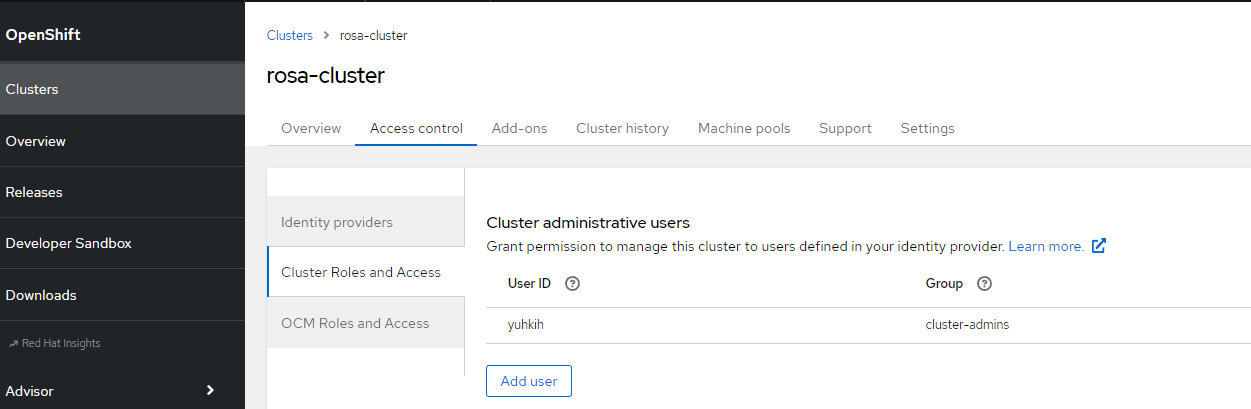 OpenShift
Clusters
Overview
Releases
Developer Sandbox
Downloads
Red Hat Insights
Advisor
Clusters > rosa-cluster
rosa-cluster
Overview Access control Add-ons Cluster history Machine pools Support Settings
Identity providers
Cluster Roles and Access
OCM Roles and Access
Cluster administrative users
Grant permission to manage this cluster to users defined in your identity provider. Learn more.
User ID ? Group ?
yuhkih cluster-admins
Add user